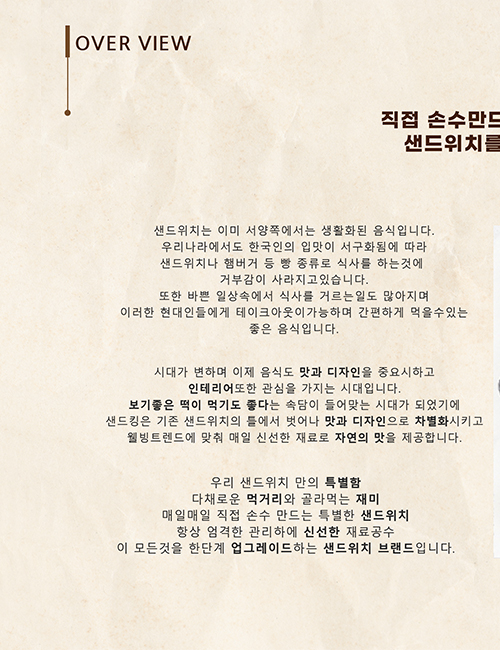 OVER VIEW
직접 손수만드
샌드위치를
샌드위치는 이미 서양쪽에서는 생활화된 음식입니다.
우리나라에서도 한국인의 입맛이 서구화됨에 따라
샌드위치나 햄버거 등 빵 종류로 식사를 하는것에
거부감이 사라지고있습니다.
또한 바쁜 일상속에서 식사를 거르는일도 많아지며
이러한 현대인들에게 테이크아웃이가능하며 간편하게 먹을수있는
좋은 음식입니다.
시대가 변하며 이제 음식도 맛과 디자인을 중요시하고
인테리어또한 관심을 가지는 시대입니다.
보기좋은 떡이 먹기도 좋다는 속담이 들어맞는 시대가 되었기에
샌드킹은 기존 샌드위치의 틀에서 벗어나 맛과 디자인으로 차별화시키고
웰빙트렌드에 맞춰 매일 신선한 재료로 자연의 맛을 제공합니다.
우리 샌드위치 만의 특별함
다채로운 먹거리와 골라먹는 재미
매일매일 직접 손수 만드는 특별한 샌드위치
항상 엄격한 관리하에 신선한 재료공수
이 모든것을 한단계 업그레이드하는 샌드위치 브랜드입니다.